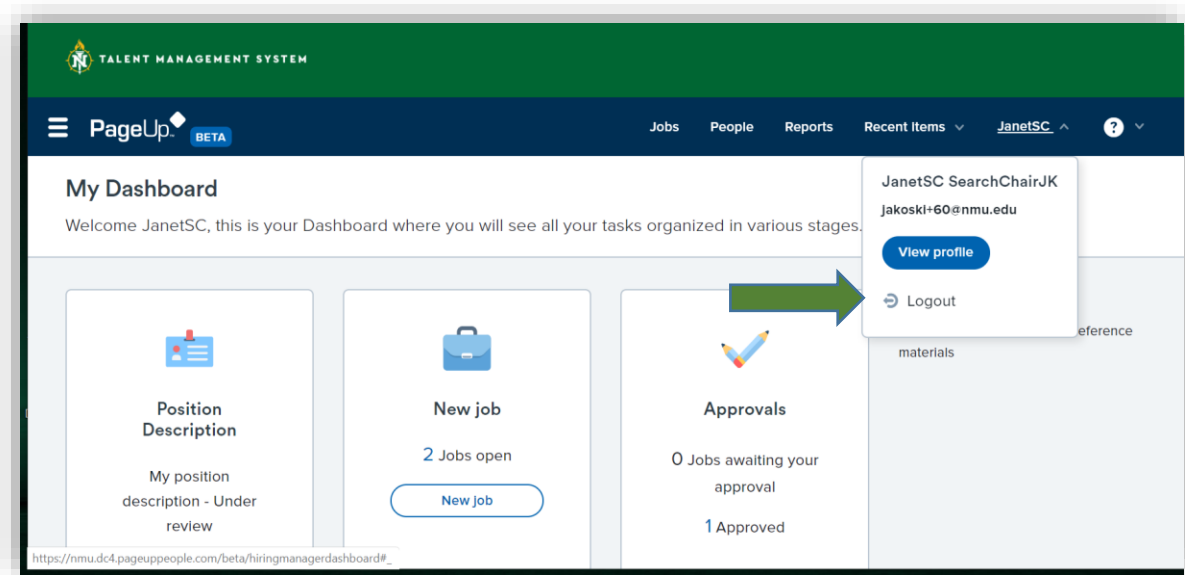 TALENT MANAGEMENT SYSTEM
PageUp BETA
Jobs People Reports Recent Items JanetSC ?
My Dashboard
Welcome JanetSC, this is your Dashboard where you will see all your tasks organized in various stages.
JanetSC SearchChairJK
jakoski+60@nmu.edu
View profile
Logout
eference
materials
Position
Description
My position
description - Under
review
New job
2 Jobs open
New job
Approvals
0 Jobs awaiting your
approval
1 Approved
https://nmu.dc4.pageuppeople.com/beta/hiringmanagerdashboard#_